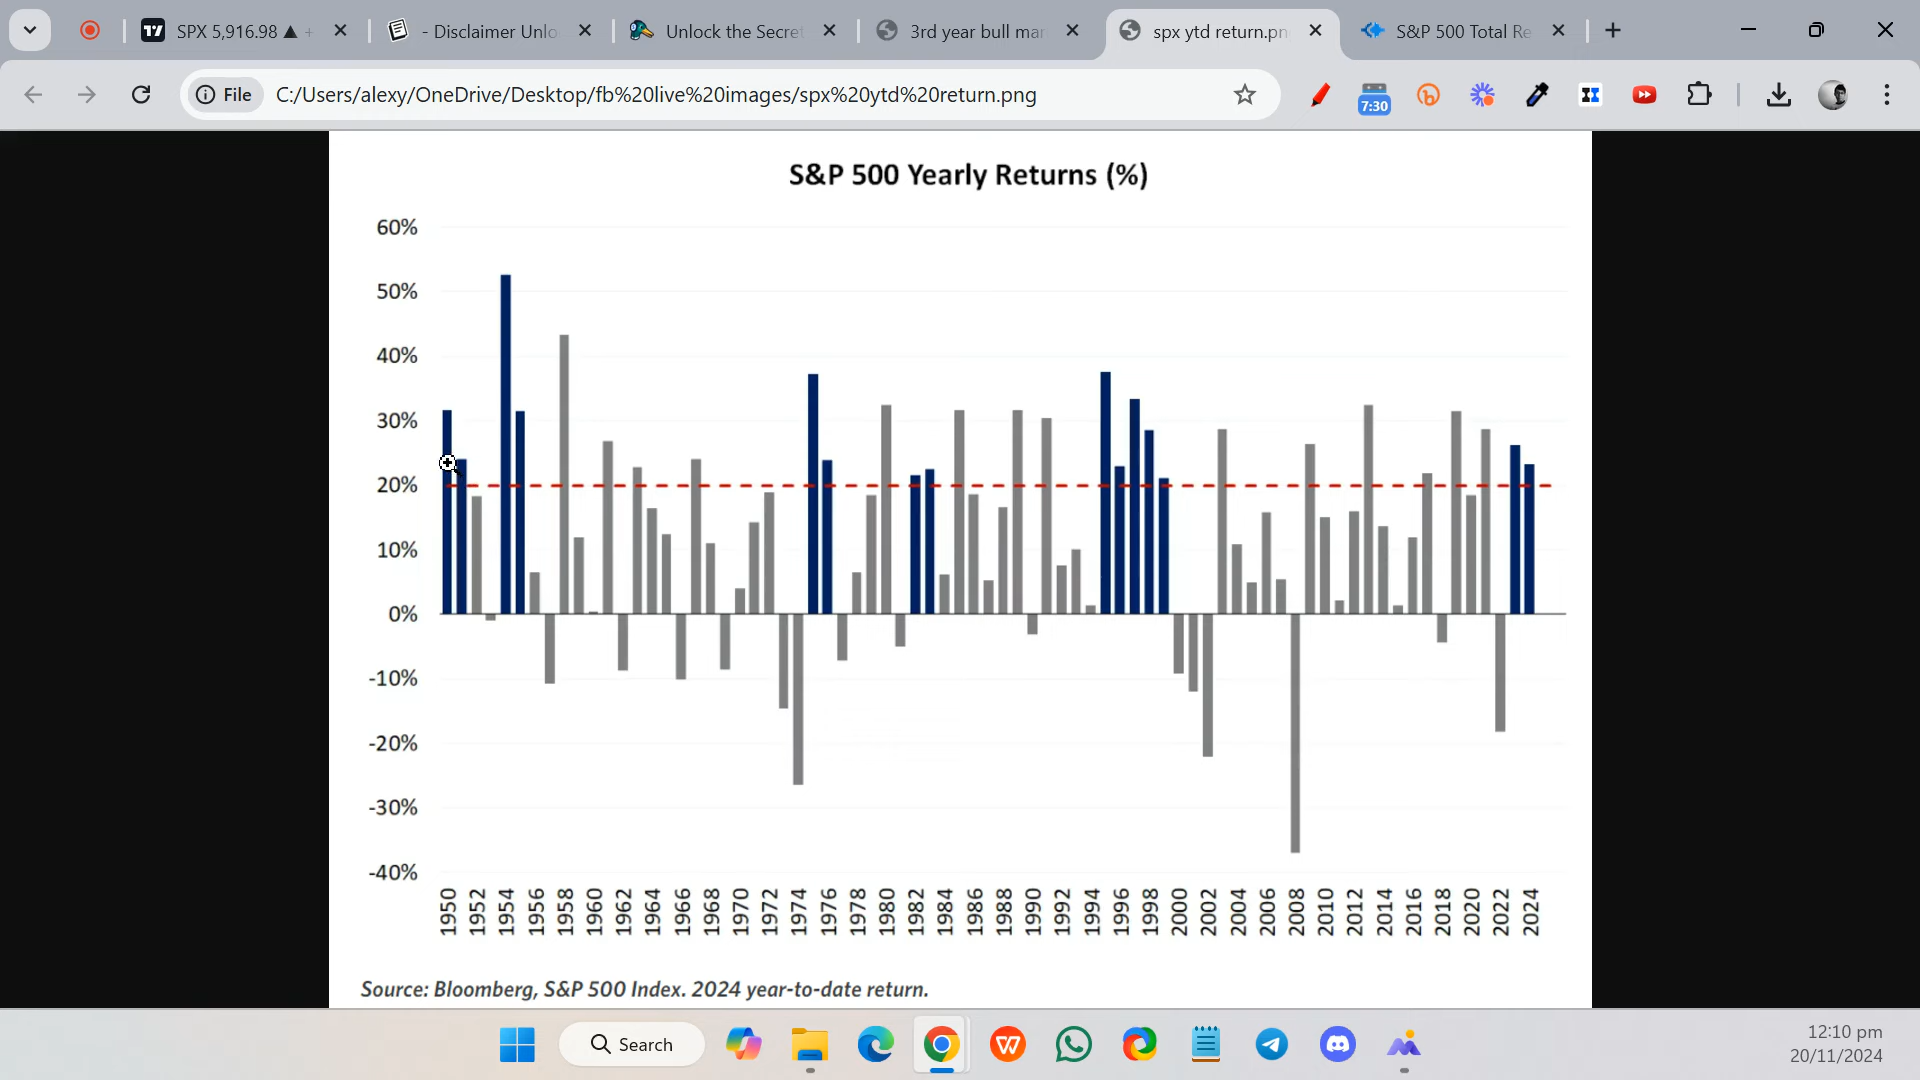 SPX 5,916.98 ▲ +
- Disclaimer Unlo
Unlock the Secret
3rd year bull mar
spx ytd return.pn
S&P 500 Total Re
File
C:/Users/alexy/OneDrive/Desktop/fb%20live%20images/spx%20ytd%20return.png
7:30
S&P 500 Yearly Returns (%)
60%
50%
40%
30%
20%
10%
0%
-10%
-20%
-30%
-40%
1950 1952 1954 1956 1958 1960 1962 1964 1966 1968 1970 1972 1974 1976 1978 1980 1982 1984 1986 1988 1990 1992 1994 1996 1998 2000 2002 2004 2006 2008 2010 2012 2014 2016 2018 2020 2022 2024
Source: Bloomberg, S&P 500 Index. 2024 year-to-date return.
Search
12:10 pm
20/11/2024